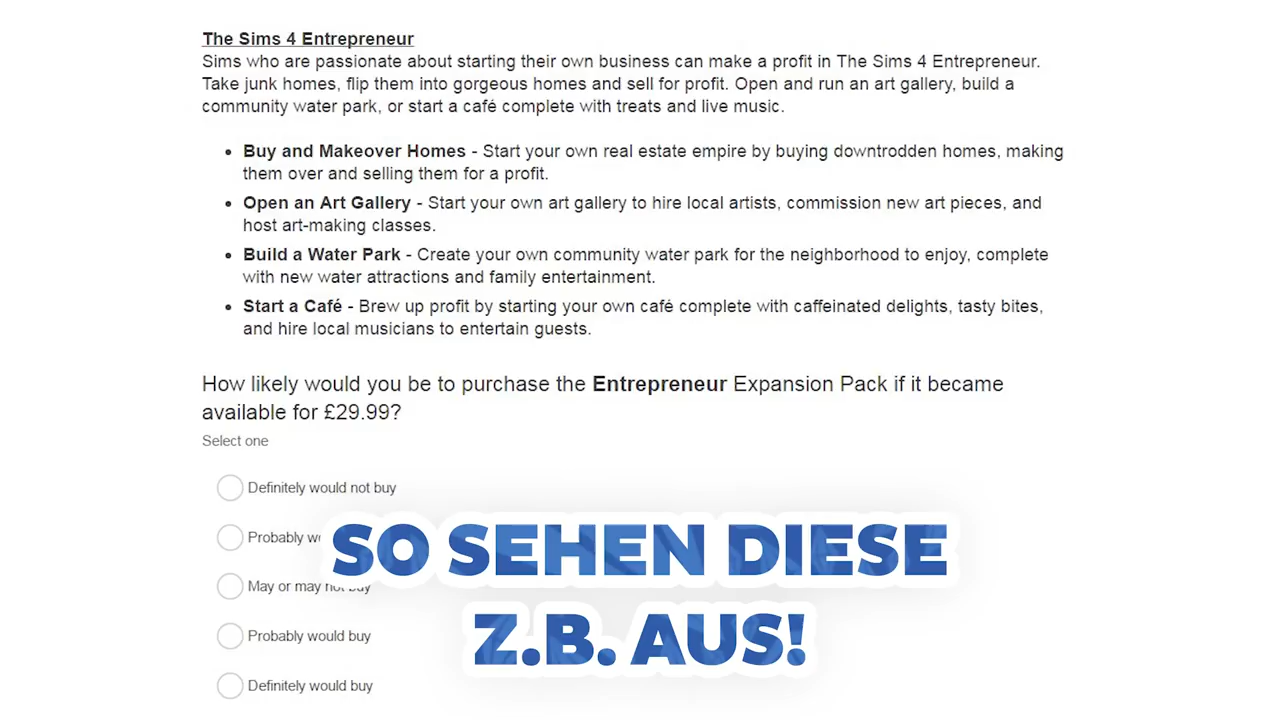 The Sims 4 Entrepreneur
Sims who are passionate about starting their own business can make a profit in The Sims 4 Entrepreneur.
Take junk homes, flip them into gorgeous homes and sell for profit. Open and run an art gallery, build a
community water park, or start a café complete with treats and live music.
• Buy and Makeover Homes - Start your own real estate empire by buying downtrodden homes, making
them over and selling them for a profit.
• Open an Art Gallery - Start your own art gallery to hire local artists, commission new art pieces, and
host art-making classes.
• Build a Water Park - Create your own community water park for the neighborhood to enjoy, complete
with new water attractions and family entertainment.
• Start a Café - Brew up profit by starting your own café complete with caffeinated delights, tasty bites,
and hire local musicians to entertain guests.
How likely would you be to purchase the Entrepreneur Expansion Pack if it became
available for £29.99?
Select one
Definitely would not buy
Probably
May or may not buy
Probably would buy
Definitely would buy
SO SEHEN DIESE
Z.B. AUS!